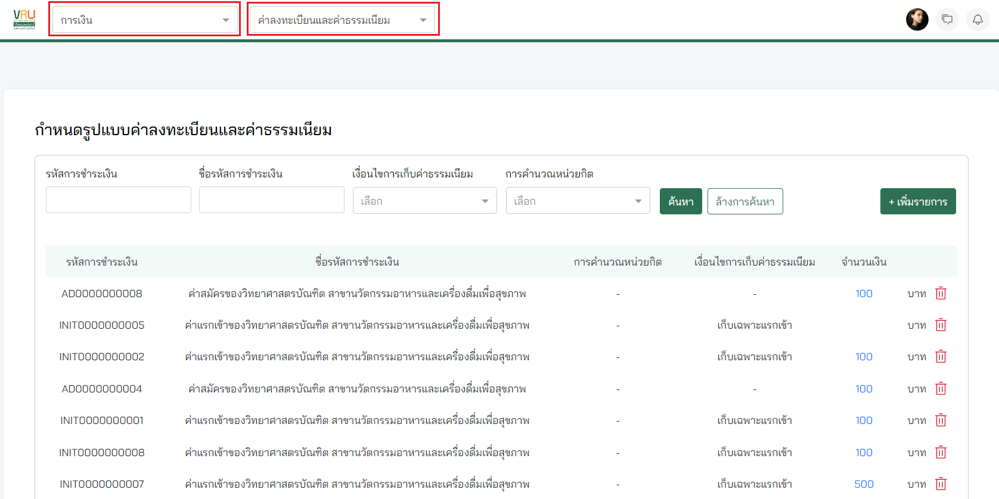 VRU
การเงิน
ค่าลงทะเบียนและค่าธรรมเนียม
กำหนดรูปแบบค่าลงทะเบียนและค่าธรรมเนียม
รหัสการชำระเงิน ชื่อรหัสการชำระเงิน เงื่อนไขการเก็บค่าธรรมเนียม การคำนวณหน่วยกิต
เลือก เลือก ค้นหา ล้างการค้นหา + เพิ่มรายการ
รหัสการชำระเงิน ชื่อรหัสการชำระเงิน การคำนวณหน่วยกิต เงื่อนไขการเก็บค่าธรรมเนียม จำนวนเงิน
AD0000000008 ค่าสมัครของวิทยาศาสตรบัณฑิต สาขานวัตกรรมอาหารและเครื่องดื่มเพื่อสุขภาพ - - 100 บาท
INIT0000000005 ค่าแรกเข้าของวิทยาศาสตรบัณฑิต สาขานวัตกรรมอาหารและเครื่องดื่มเพื่อสุขภาพ - เก็บเฉพาะแรกเข้า บาท
INIT0000000002 ค่าแรกเข้าของวิทยาศาสตรบัณฑิต สาขานวัตกรรมอาหารและเครื่องดื่มเพื่อสุขภาพ - เก็บเฉพาะแรกเข้า 100 บาท
AD0000000004 ค่าสมัครของวิทยาศาสตรบัณฑิต สาขานวัตกรรมอาหารและเครื่องดื่มเพื่อสุขภาพ - - 100 บาท
INIT0000000001 ค่าแรกเข้าของวิทยาศาสตรบัณฑิต สาขานวัตกรรมอาหารและเครื่องดื่มเพื่อสุขภาพ - เก็บเฉพาะแรกเข้า 100 บาท
INIT0000000008 ค่าแรกเข้าของวิทยาศาสตรบัณฑิต สาขานวัตกรรมอาหารและเครื่องดื่มเพื่อสุขภาพ - เก็บเฉพาะแรกเข้า 100 บาท
INIT0000000007 ค่าแรกเข้าของวิทยาศาสตรบัณฑิต สาขานวัตกรรมอาหารและเครื่องดื่มเพื่อสุขภาพ - เก็บเฉพาะแรกเข้า 500 บาท